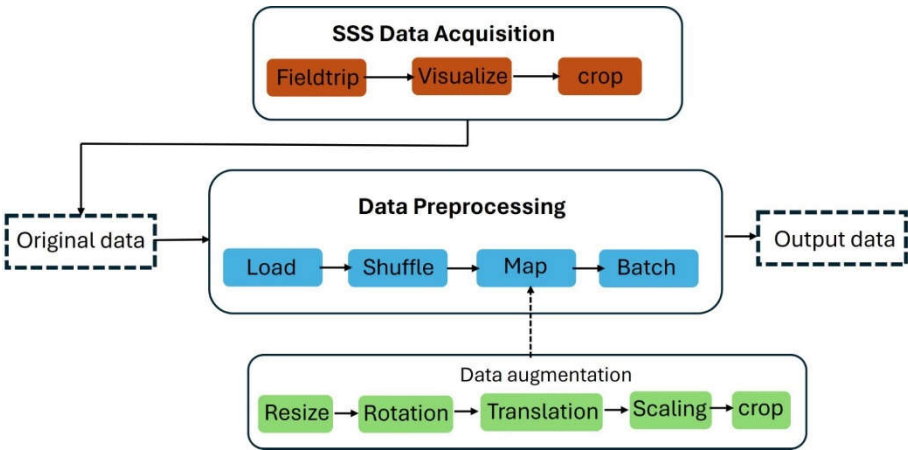 SSS Data Acquisition
Fieldtrip
Visualize
crop
Original data
Data Preprocessing
Load
Shuffle
Map
Batch
Output data
Data augmentation
Resize
Rotation
Translation
Scaling
crop